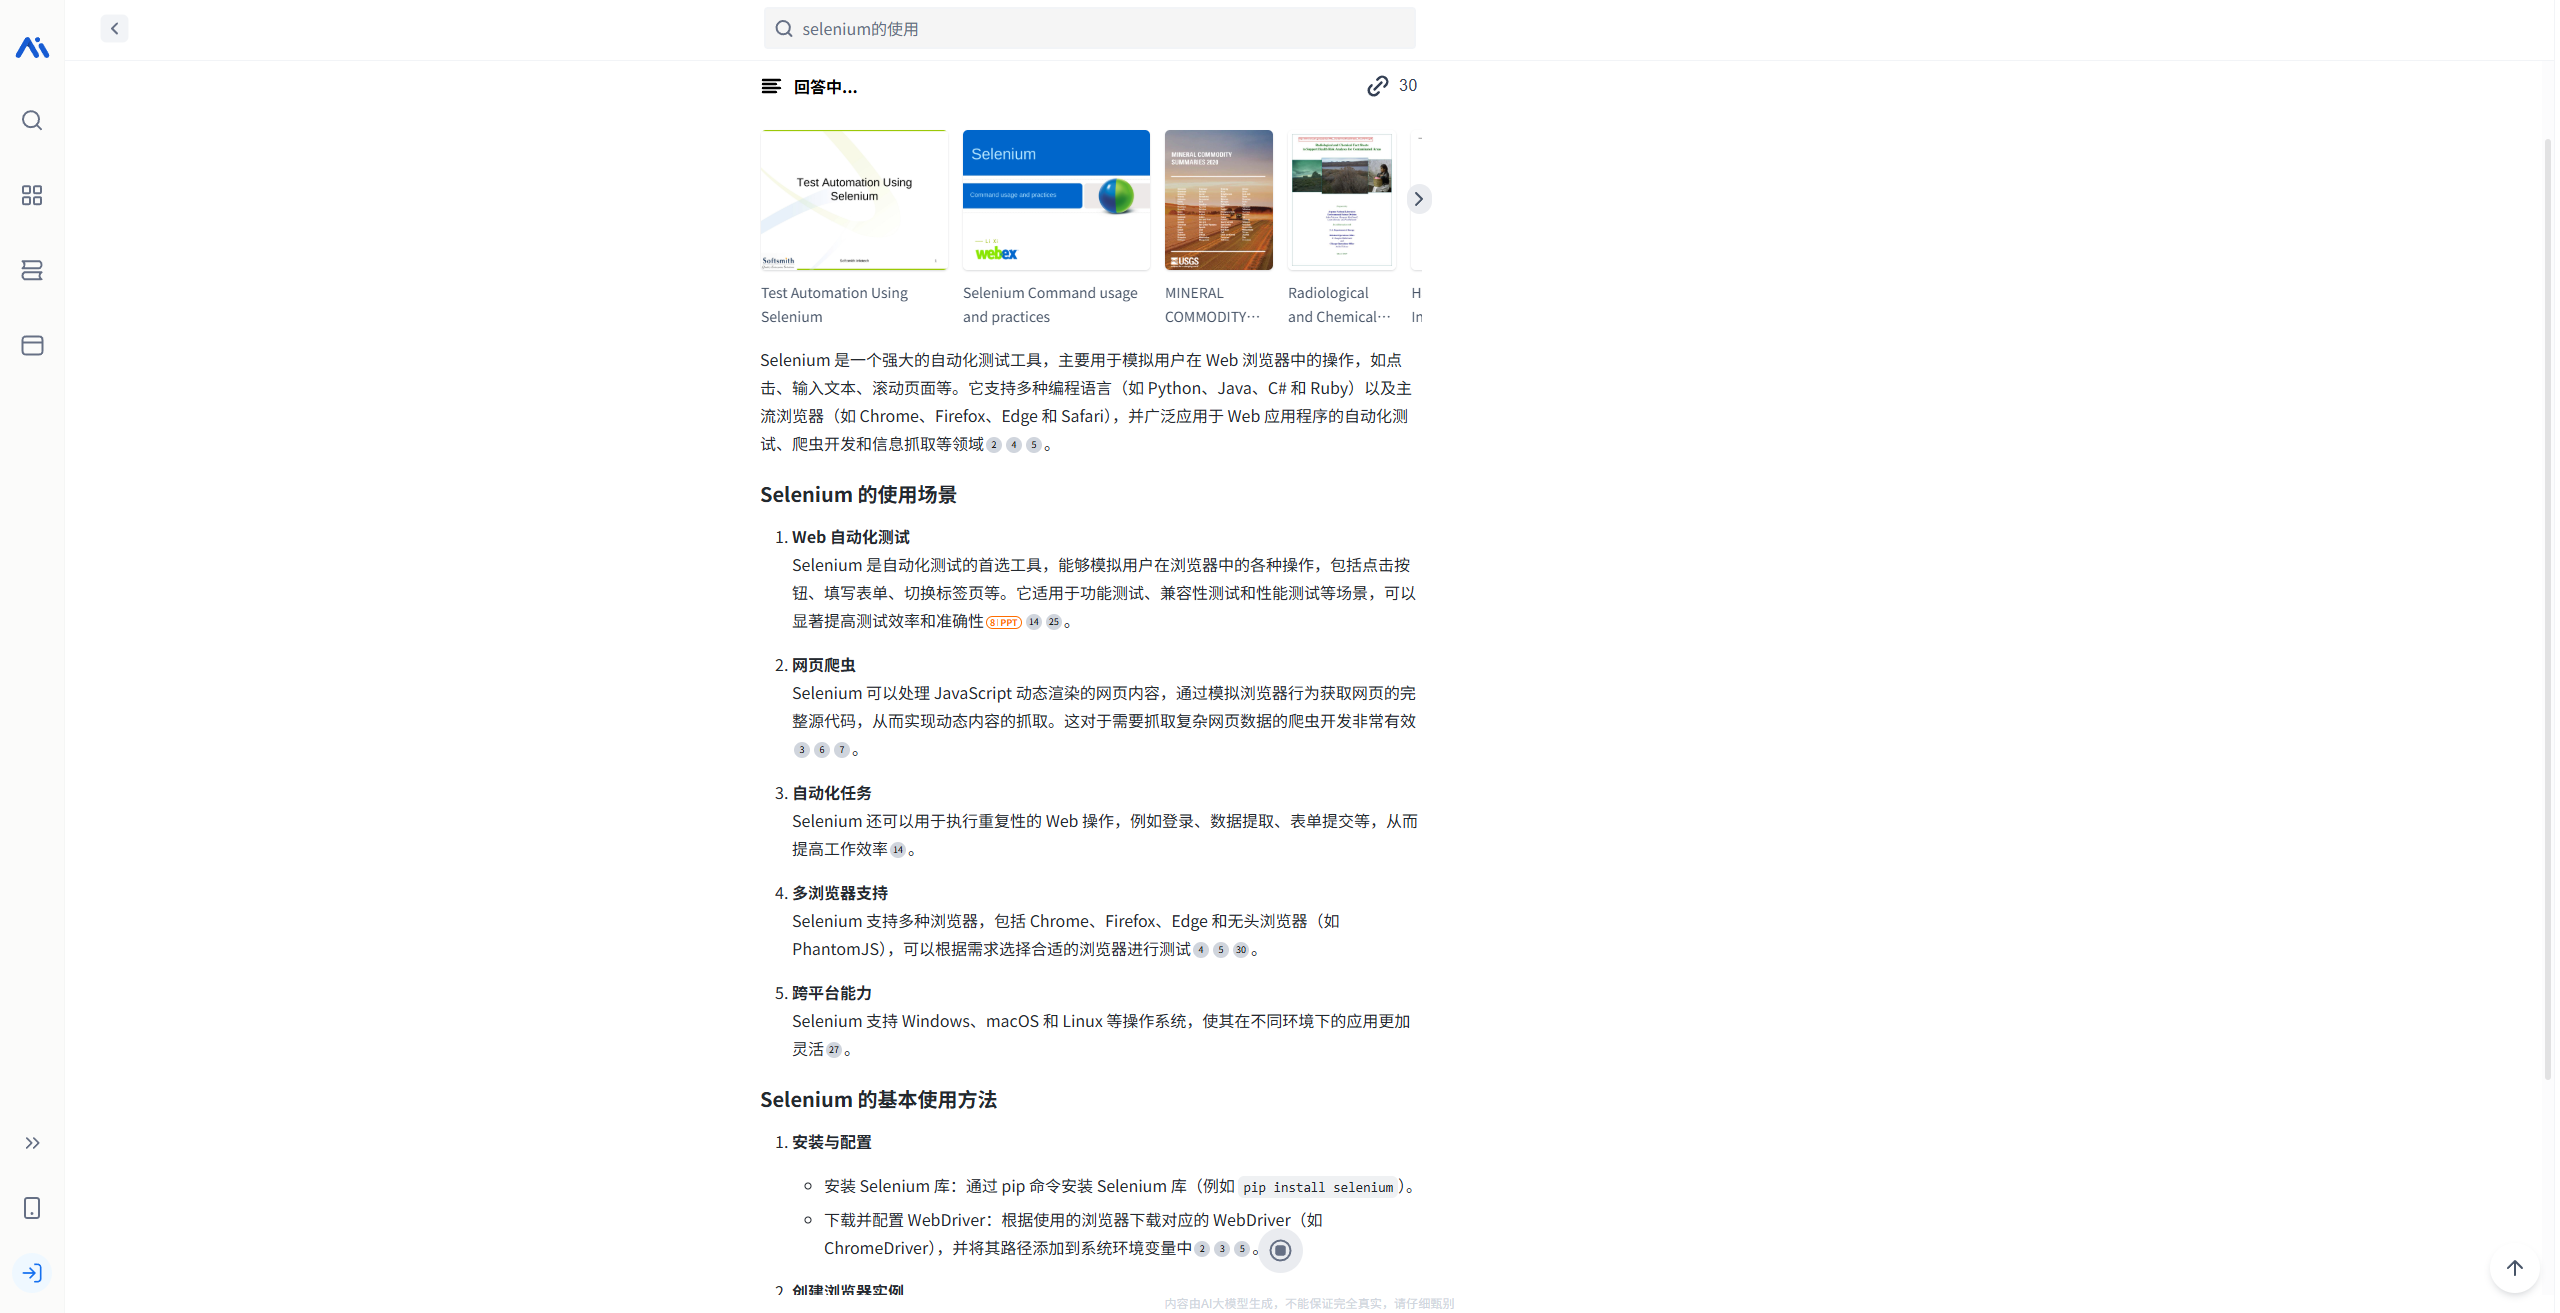 selenium的使用
回答中...
30
Test Automation Using
Selenium
Softsmith
Selenium
Command usage and practices
webex
MINERAL COMMODITY
SUMMARIES 2020
USGS
Test Automation Using
Selenium
Selenium Command usage
and practices
MINERAL
COMMODITY…
Radiological
and Chemical…
H
In
Selenium 是一个强大的自动化测试工具，主要用于模拟用户在 Web 浏览器中的操作，如点
击、输入文本、滚动页面等。它支持多种编程语言（如 Python、Java、C# 和 Ruby）以及主
流浏览器（如 Chrome、Firefox、Edge 和 Safari），并广泛应用于 Web 应用程序的自动化测
试、爬虫开发和信息抓取等领域 2 4 5 。
Selenium 的使用场景
1. Web 自动化测试
Selenium 是自动化测试的首选工具，能够模拟用户在浏览器中的各种操作，包括点击按
钮、填写表单、切换标签页等。它适用于功能测试、兼容性测试和性能测试等场景，可以
显著提高测试效率和准确性 8|PPT 14 25 。
2. 网页爬虫
Selenium 可以处理 JavaScript 动态渲染的网页内容，通过模拟浏览器行为获取网页的完
整源代码，从而实现动态内容的抓取。这对于需要抓取复杂网页数据的爬虫开发非常有效
3 6 7 。
3. 自动化任务
Selenium 还可以用于执行重复性的 Web 操作，例如登录、数据提取、表单提交等，从而
提高工作效率 14 。
4. 多浏览器支持
Selenium 支持多种浏览器，包括 Chrome、Firefox、Edge 和无头浏览器（如
PhantomJS），可以根据需求选择合适的浏览器进行测试 4 5 30 。
5. 跨平台能力
Selenium 支持 Windows、macOS 和 Linux 等操作系统，使其在不同环境下的应用更加
灵活 27 。
Selenium 的基本使用方法
1. 安装与配置
安装 Selenium 库：通过 pip 命令安装 Selenium 库（例如 pip install selenium）。
下载并配置 WebDriver：根据使用的浏览器下载对应的 WebDriver（如
ChromeDriver），并将其路径添加到系统环境变量中 2 3 5 。
2. 创建浏览器实例
内容由AI大模型生成，不能保证完全真实，请仔细甄别